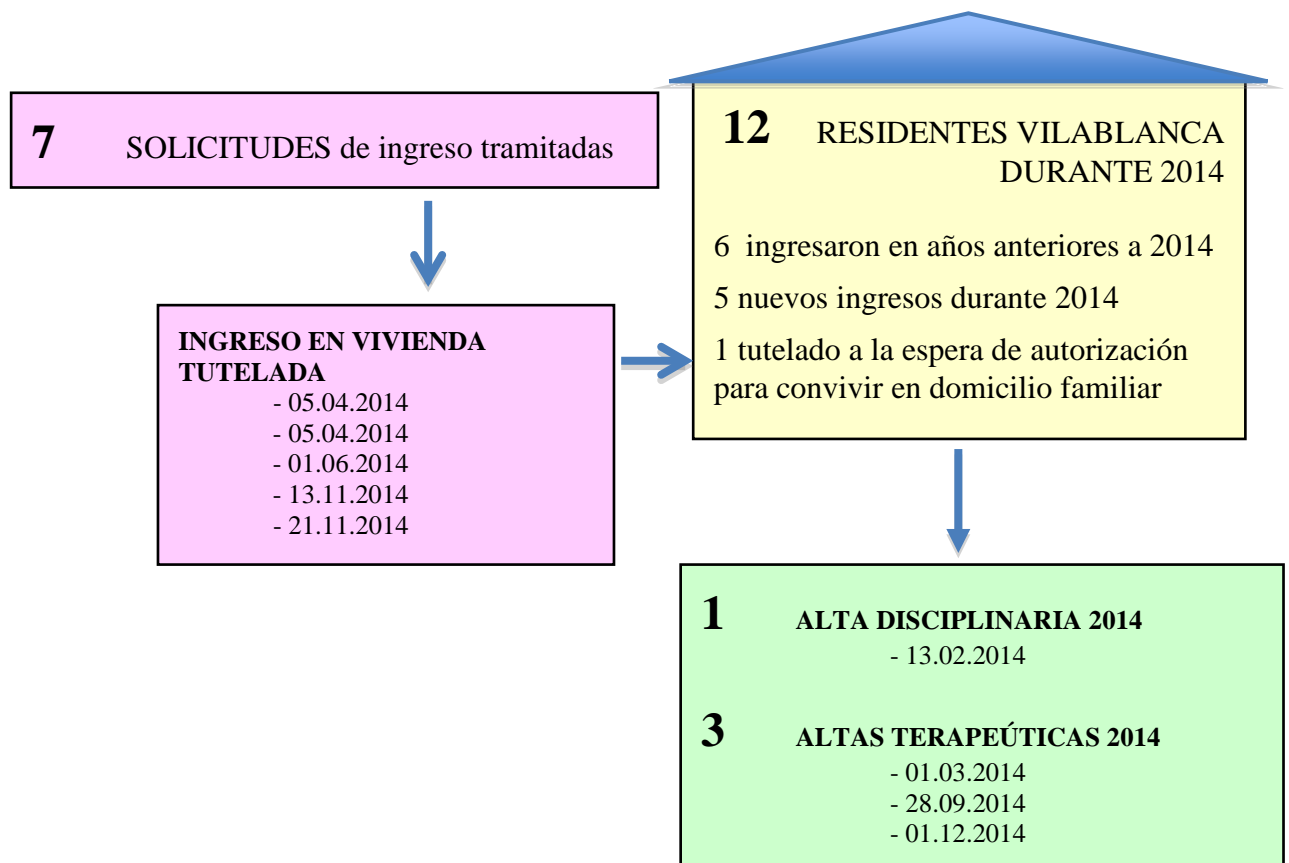 7 SOLICITUDES de ingreso tramitadas
12 RESIDENTES VILABLANCA
DURANTE 2014
6 ingresaron en años anteriores a 2014
5 nuevos ingresos durante 2014
1 tutelado a la espera de autorización
para convivir en domicilio familiar
INGRESO EN VIVIENDA
TUTELADA
- 05.04.2014
- 05.04.2014
- 01.06.2014
- 13.11.2014
- 21.11.2014
1 ALTA DISCIPLINARIA 2014
- 13.02.2014
3 ALTAS TERAPEÚTICAS 2014
- 01.03.2014
- 28.09.2014
- 01.12.2014